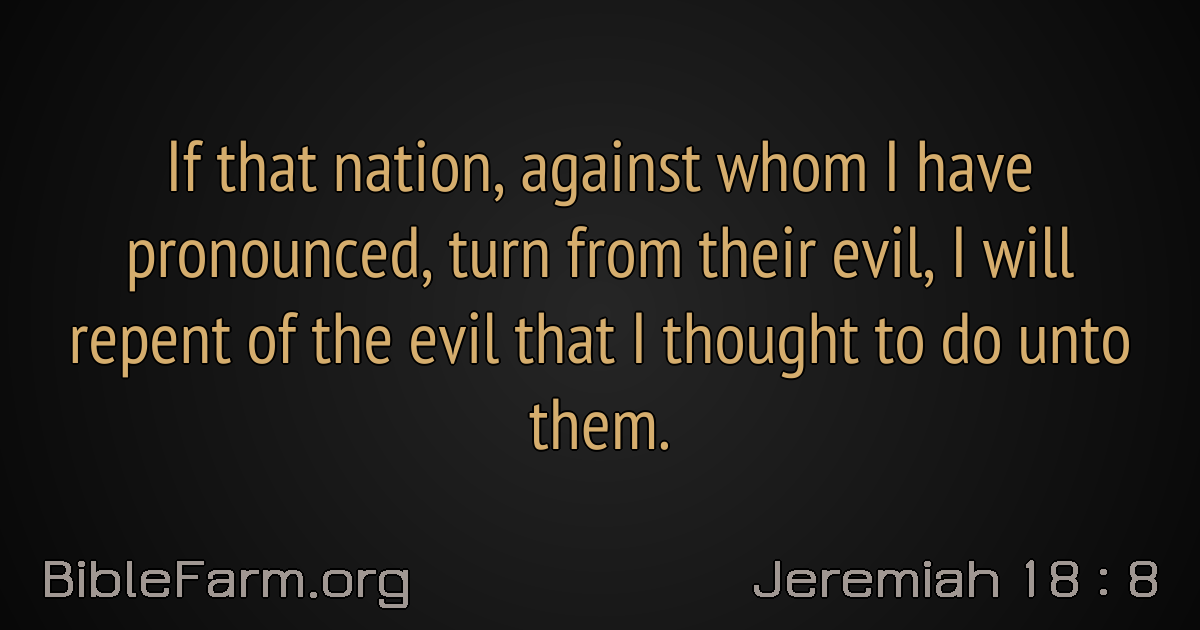 If that nation, against whom I have
pronounced, turn from their evil, I will
repent of the evil that I thought to do unto
them.
BibleFarm.org
Jeremiah 18 : 8